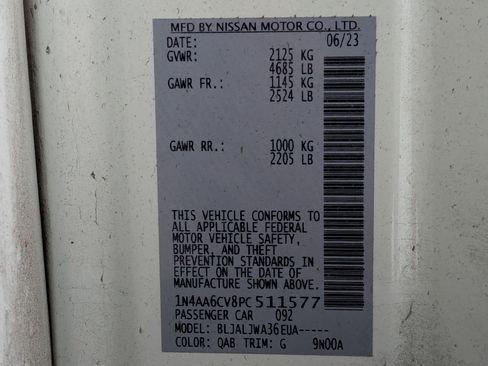 MFD BY NISSAN MOTOR CO., LTD.
DATE: 06/23
GVWR: 2125 KG
4685 LB
GAWR FR.: 1145 KG
2524 LB
GAWR RR.: 1000 KG
2205 LB
THIS VEHICLE CONFORMS TO
ALL APPLICABLE FEDERAL
MOTOR VEHICLE SAFETY,
BUMPER, AND THEFT
PREVENTION STANDARDS IN
EFFECT ON THE DATE OF
MANUFACTURE SHOWN ABOVE.
1N4AA6CV8PC511577
PASSENGER CAR 092
MODEL: BLJALJWA36EUA-----
COLOR: QAB TRIM: G 9N00A